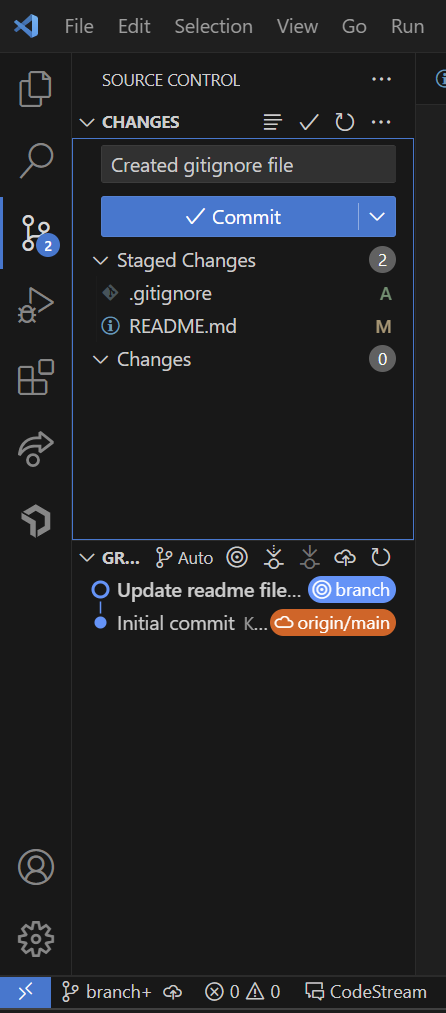 File Edit Selection View Go Run
SOURCE CONTROL
CHANGES
Created gitignore file
Commit
2
Staged Changes 2
.gitignore A
README.md M
Changes 0
GR... Auto
Update readme file... branch
Initial commit K... origin/main
branch+ 0 0 CodeStream